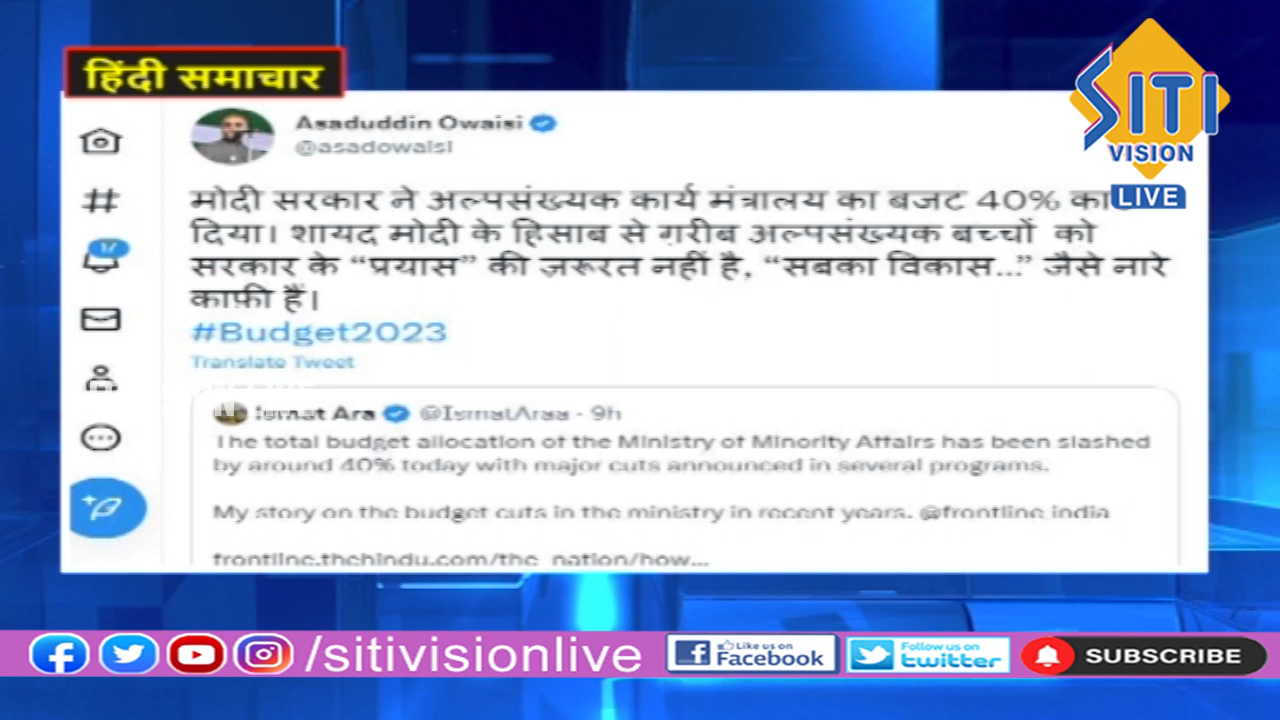 हिंदी समाचार
SITI
VISION
LIVE
Asaduddin Owaisi
@asadowaisi
मोदी सरकार ने अल्पसंख्यक कार्य मंत्रालय का बजट 40% का
दिया। शायद मोदी के हिसाब से ग़रीब अल्पसंख्यक बच्चों को
सरकार के “प्रयास” की ज़रूरत नहीं है, “सबका विकास...” जैसे नारे
काफ़ी हैं।
#Budget2023
Translate Tweet
Ismat Ara @IsmatAraa - 9h
The total budget allocation of the Ministry of Minority Affairs has been slashed
by around 40% today with major cuts announced in several programs.
My story on the budget cuts in the ministry in recent years. @frontline_india
frontline.thehindu.com/the_nation/how...
/sitivisionlive
Like us on
Facebook
Follow us on
twitter
SUBSCRIBE